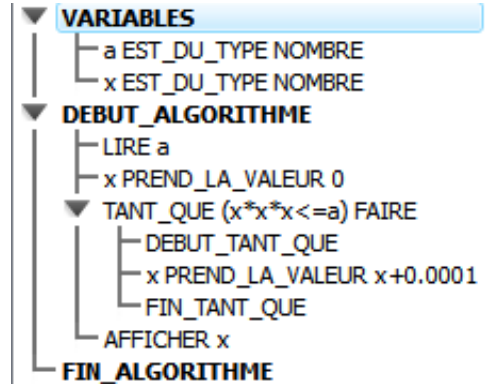 VARIABLES
a EST_DU_TYPE NOMBRE
x EST_DU_TYPE NOMBRE
DEBUT_ALGORITHME
LIRE a
x PREND_LA_VALEUR 0
TANT_QUE (x*x*x<=a) FAIRE
DEBUT_TANT_QUE
x PREND_LA_VALEUR x+0.0001
FIN_TANT_QUE
AFFICHER x
FIN_ALGORITHME